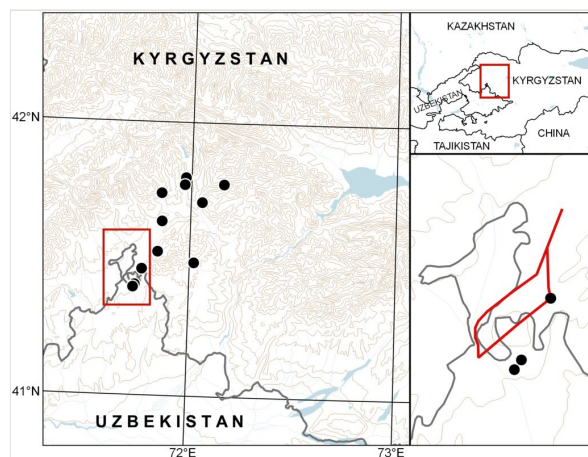 KYRGYZSTAN
42°N
41°N
UZBEKISTAN
72°E
73°E
KAZAKHSTAN
KYRGYZSTAN
UZBEKISTAN
CHINA
TAJIKISTAN